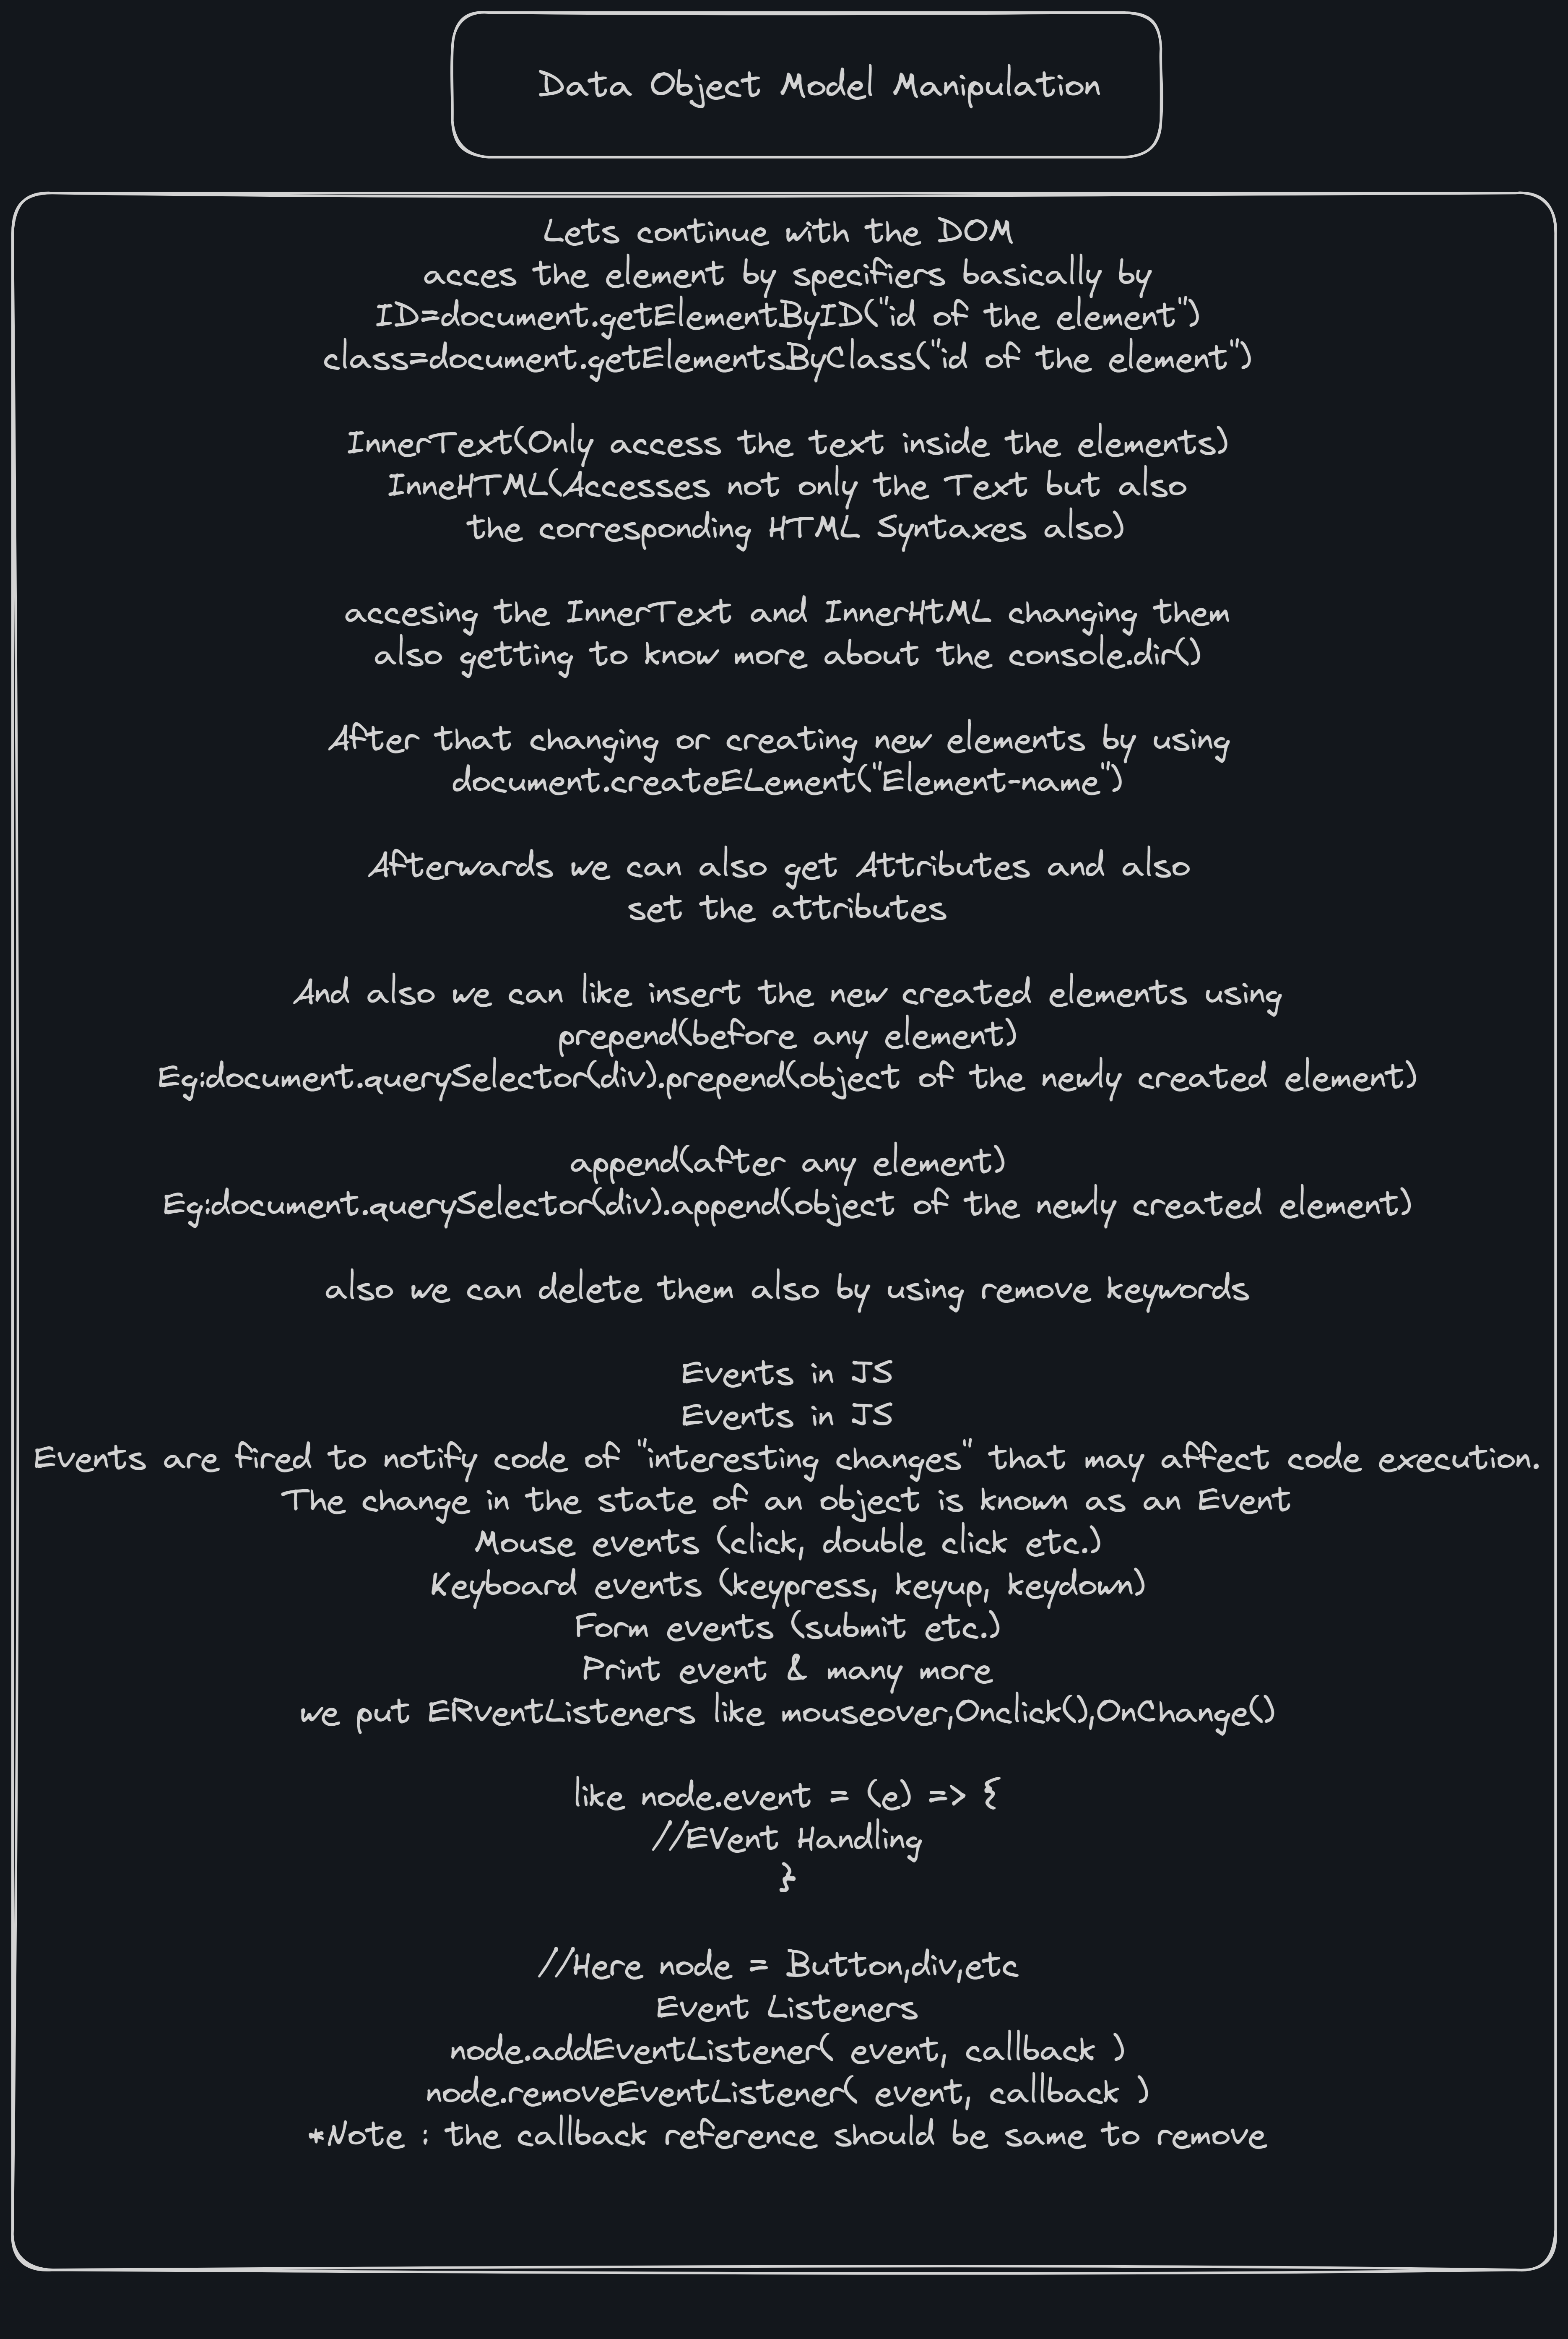 Data Object Model Manipulation
Lets continue with the DOM
acces the element by specifiers basically by
ID=document.getElementByID("id of the element")
class=document.getElementsByClass("id of the element")
InnerText(Only access the text inside the elements)
InneHTML(Accesses not only the Text but also
the corresponding HTML Syntaxes also)
accesing the InnerText and InnerHtML changing them
also getting to know more about the console.dir()
After that changing or creating new elements by using
document.createELement("Element-name")
Afterwards we can also get Attributes and also
set the attributes
And also we can like insert the new created elements using
prepend(before any element)
Eg:document.querySelector(div).prepend(object of the newly created element)
append(after any element)
Eg:document.querySelector(div).append(object of the newly created element)
also we can delete them also by using remove keywords
Events in JS
Events in JS
Events are fired to notify code of "interesting changes" that may affect code execution.
The change in the state of an object is known as an Event
Mouse events (click, double click etc.)
Keyboard events (keypress, keyup, keydown)
Form events (submit etc.)
Print event & many more
we put ERventListeners like mouseover,Onclick(),OnChange()
like node.event = (e) => {
//EVent Handling
}
//Here node = Button,div,etc
Event Listeners
node.addEventListener( event, callback )
node.removeEventListener( event, callback )
*Note : the callback reference should be same to remove